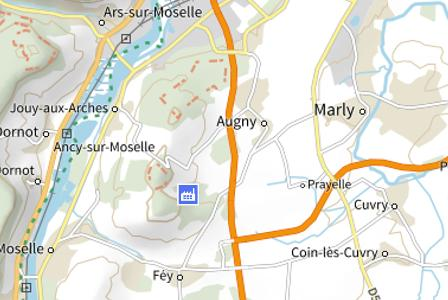 Ars-sur-Moselle
Jouy-aux-Arches
Marly
Augny
Dornot
Ancy-sur-Moselle
Dornot
Prayelle
Cuvry
Moselle
Coin-lès-Cuvry
Féy